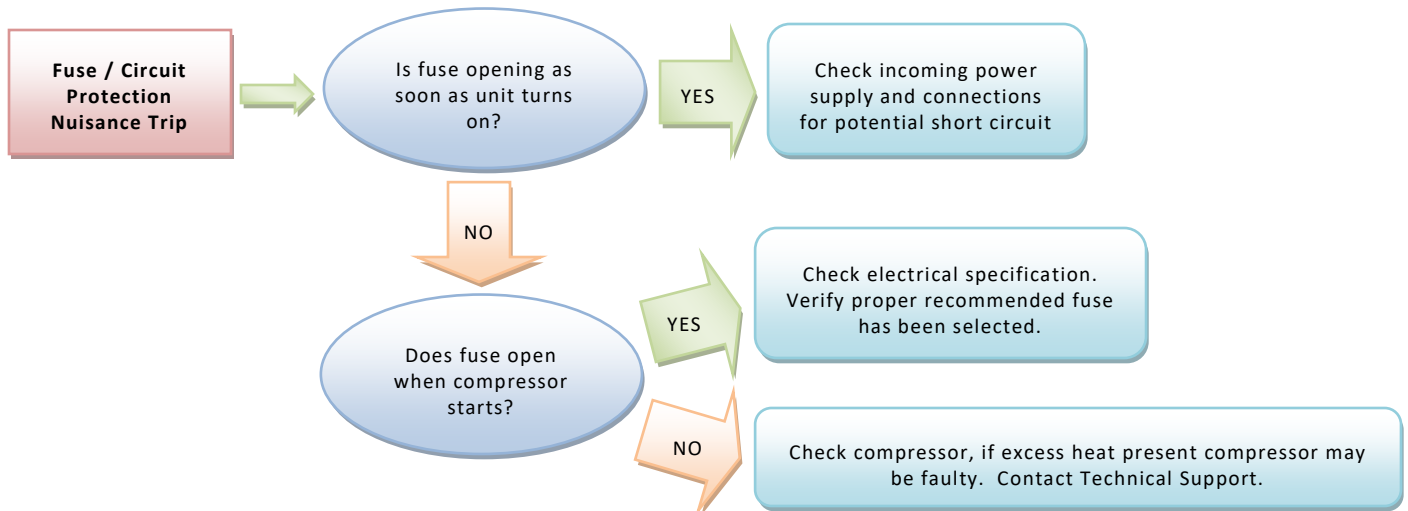 Fuse / Circuit
Protection
Nuisance Trip
Is fuse opening as
soon as unit turns
on?
YES
Check incoming power
supply and connections
for potential short circuit
NO
Does fuse open
when compressor
starts?
YES
Check electrical specification.
Verify proper recommended fuse
has been selected.
NO
Check compressor, if excess heat present compressor may
be faulty.  Contact Technical Support.